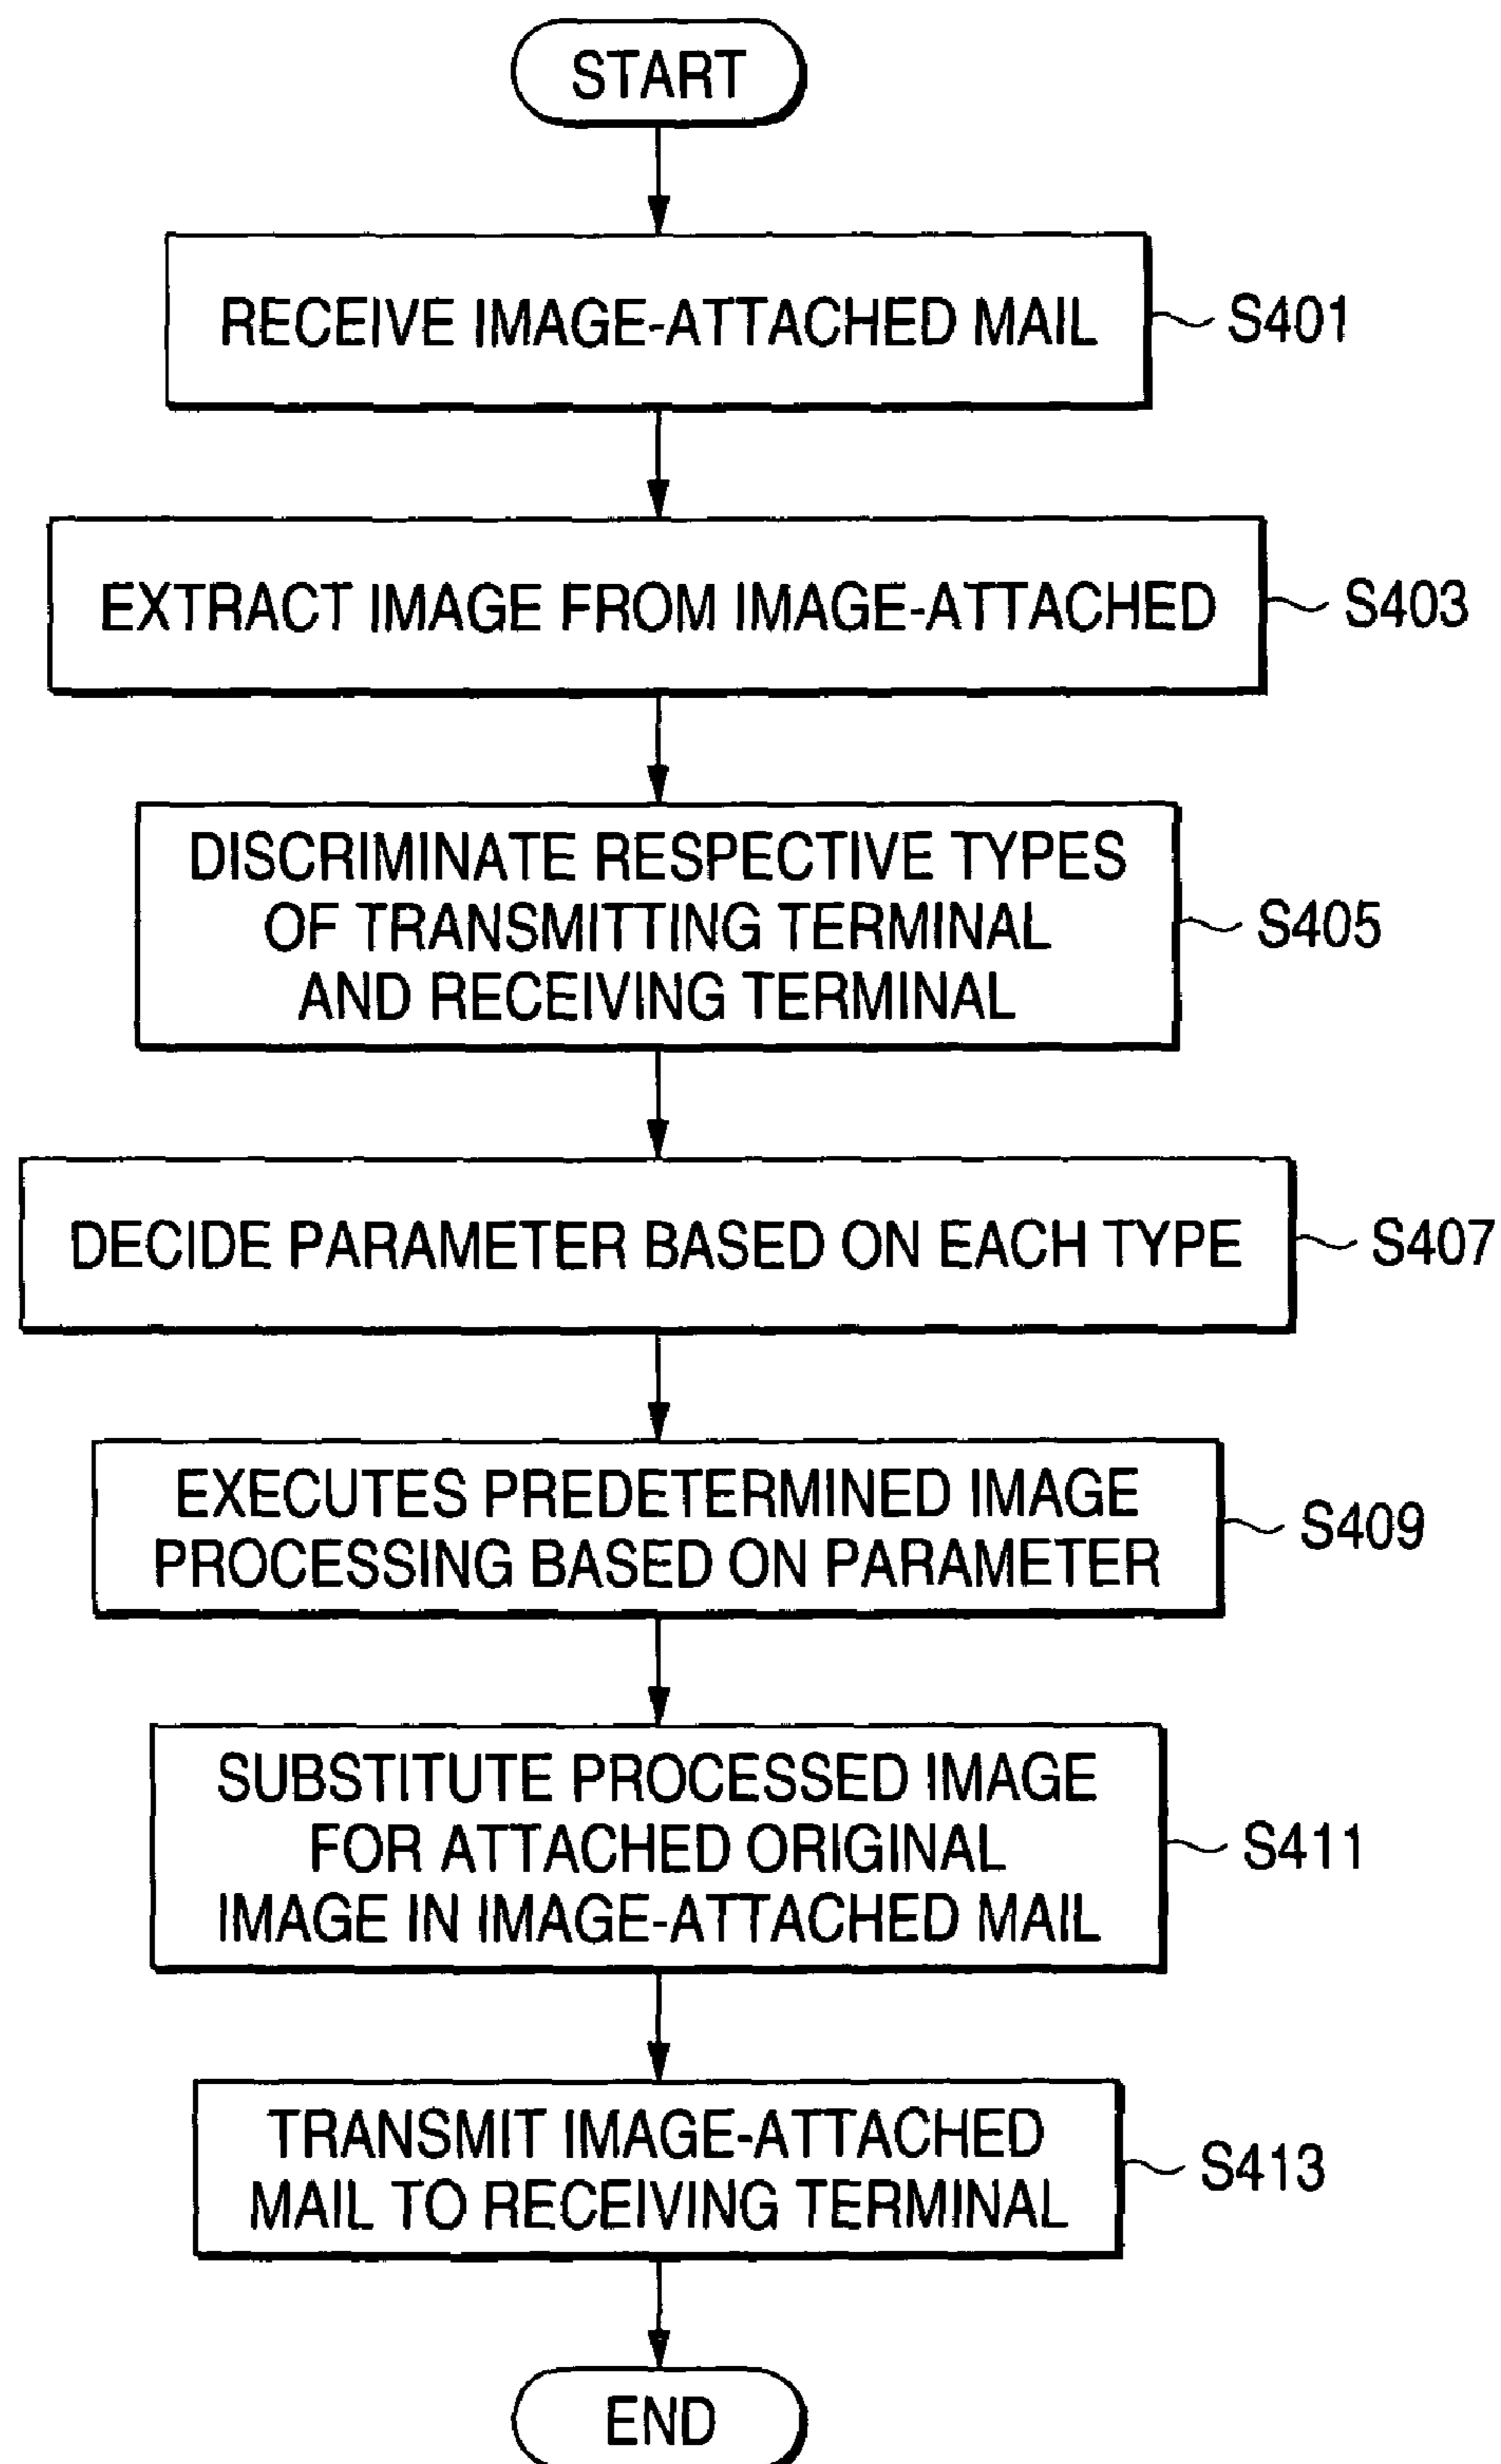 START
RECEIVE IMAGE-ATTACHED MAIL
S401
EXTRACT IMAGE FROM IMAGE-ATTACHED
S403
DISCRIMINATE RESPECTIVE TYPES
OF TRANSMITTING TERMINAL
AND RECEIVING TERMINAL
S405
DECIDE PARAMETER BASED ON EACH TYPE
S407
EXECUTES PREDETERMINED IMAGE
PROCESSING BASED ON PARAMETER
S409
SUBSTITUTE PROCESSED IMAGE
FOR ATTACHED ORIGINAL
IMAGE IN IMAGE-ATTACHED MAIL
S411
TRANSMIT IMAGE-ATTACHED
MAIL TO RECEIVING TERMINAL
S413
END